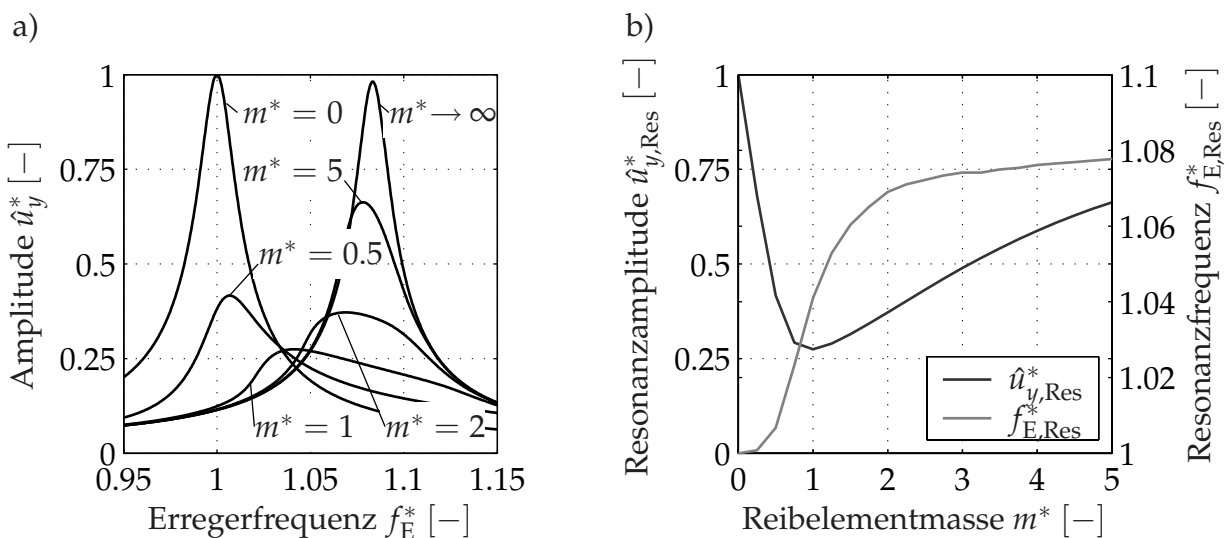 a)
Amplitude û*y [−]
1
0.75
0.5
0.25
0
m* = 0
m* → ∞
m* = 5
m* = 0.5
m* = 1
m* = 2
0.95
1
1.05
1.1
1.15
Erregerfrequenz f*E [−]
b)
Resonanzamplitude û*y,Res [−]
1
0.75
0.5
0.25
0
Resonanzfrequenz f*E,Res [−]
1.1
1.08
1.06
1.04
1.02
1
û*y,Res
f*E,Res
0
1
2
3
4
5
Reibelementmasse m* [−]